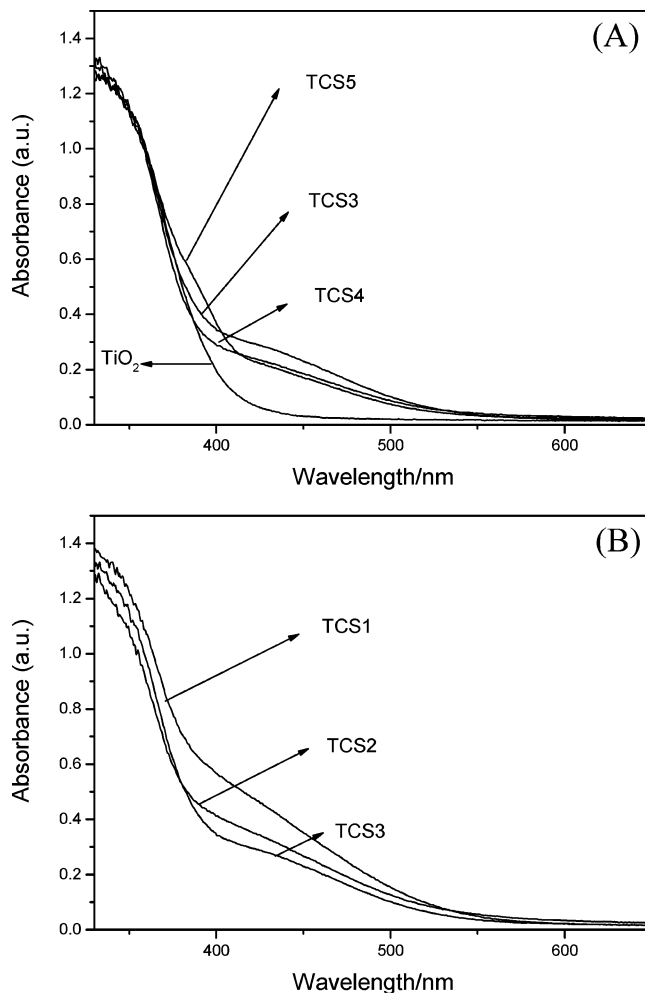 (A)
1.4
1.2
1.0
0.8
0.6
0.4
0.2
0.0
Absorbance (a.u.)
TCS5
TCS3
TCS4
TiO2
400
500
600
Wavelength/nm
(B)
1.4
1.2
1.0
0.8
0.6
0.4
0.2
0.0
Absorbance (a.u.)
TCS1
TCS2
TCS3
400
500
600
Wavelength/nm